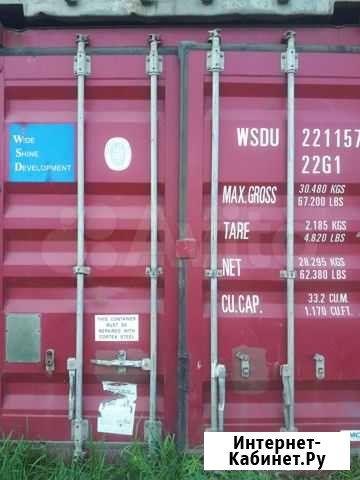 WIDE
SHINE
DEVELOPMENT
WSDU 221157
22G1
MAX.GROSS 30.480 KGS
67.200 LBS
TARE 2.185 KGS
4.820 LBS
NET 28.295 KGS
62.380 LBS
CU.CAP. 33.2 CU.M.
1.170 CU.FT.
THIS CONTAINER
MUST BE
REPAIRED WITH
CORTEN STEEL
Интернет-
Кабинет.Ру